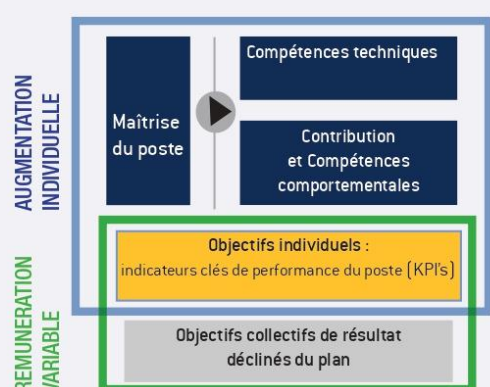 AUGMENTATION
INDIVIDUELLE
Maîtrise
du poste
Compétences techniques
Contribution
et Compétences
comportementales
REMUNERATION
VARIABLE
Objectifs individuels :
indicateurs clés de performance du poste (KPI's)
Objectifs collectifs de résultat
déclinés du plan